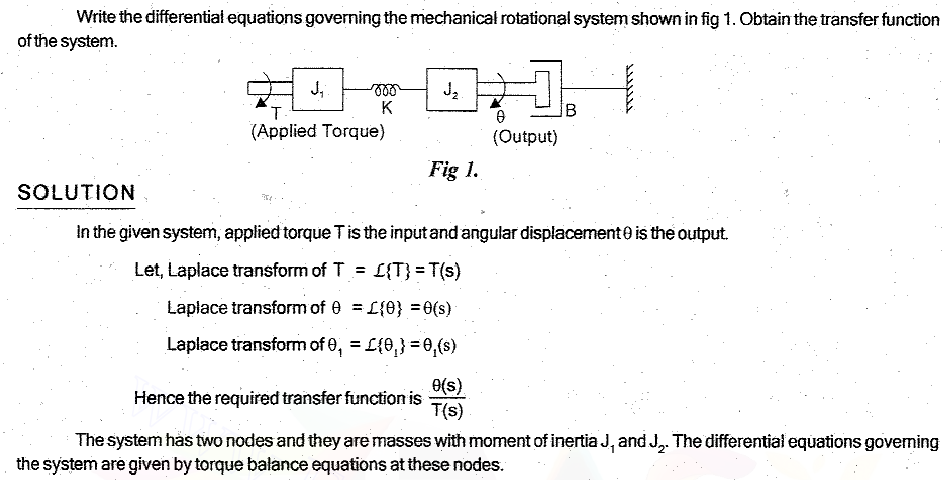 Write the differential equations governing the mechanical rotational system shown in fig 1. Obtain the transfer function
of the system.
J₁
K
J₂
T
(Applied Torque)
θ
(Output)
B
Fig 1.
SOLUTION
In the given system, applied torque T is the input and angular displacement θ is the output.
Let, Laplace transform of T = ℒ{T} = T(s)
Laplace transform of θ = ℒ{θ} = θ(s)
Laplace transform of θ₁ = ℒ{θ₁} = θ₁(s)
Hence the required transfer function is θ(s)/T(s)
The system has two nodes and they are masses with moment of inertia J₁ and J₂. The differential equations governing
the system are given by torque balance equations at these nodes.